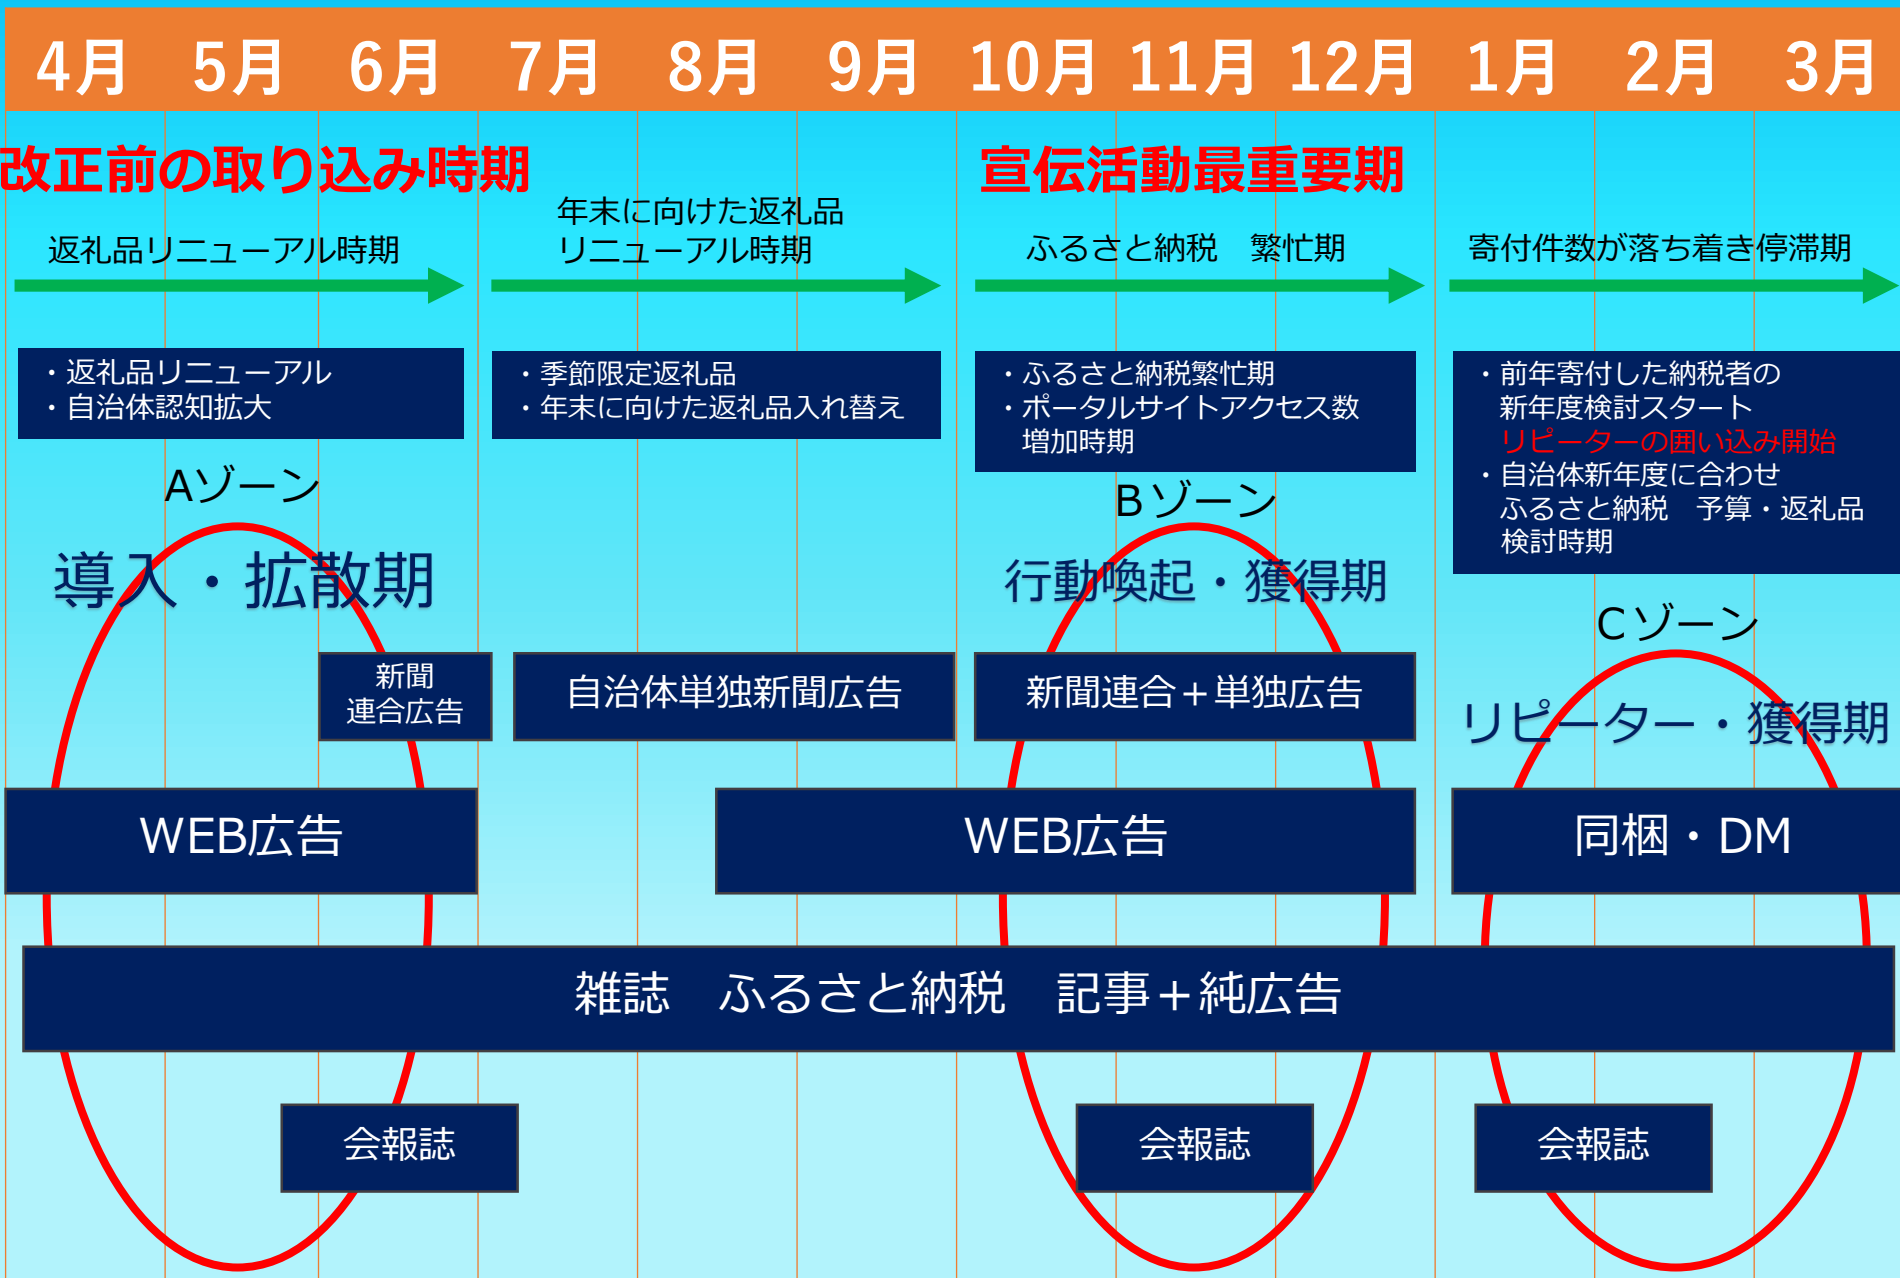 4月 5月 6月 7月 8月 9月 10月 11月 12月 1月 2月 3月
改正前の取り込み時期
宣伝活動最重要期
返礼品リニューアル時期
年末に向けた返礼品
リニューアル時期
ふるさと納税　繁忙期
寄付件数が落ち着き停滞期
・返礼品リニューアル
・自治体認知拡大
・季節限定返礼品
・年末に向けた返礼品入れ替え
・ふるさと納税繁忙期
・ポータルサイトアクセス数
増加時期
・前年寄付した納税者の
新年度検討スタート
リピーターの囲い込み開始
・自治体新年度に合わせ
ふるさと納税　予算・返礼品
検討時期
Aゾーン
導入・拡散期
Bゾーン
行動喚起・獲得期
Cゾーン
リピーター・獲得期
新聞
連合広告
自治体単独新聞広告
新聞連合＋単独広告
WEB広告
WEB広告
同梱・DM
雑誌　ふるさと納税　記事＋純広告
会報誌
会報誌
会報誌